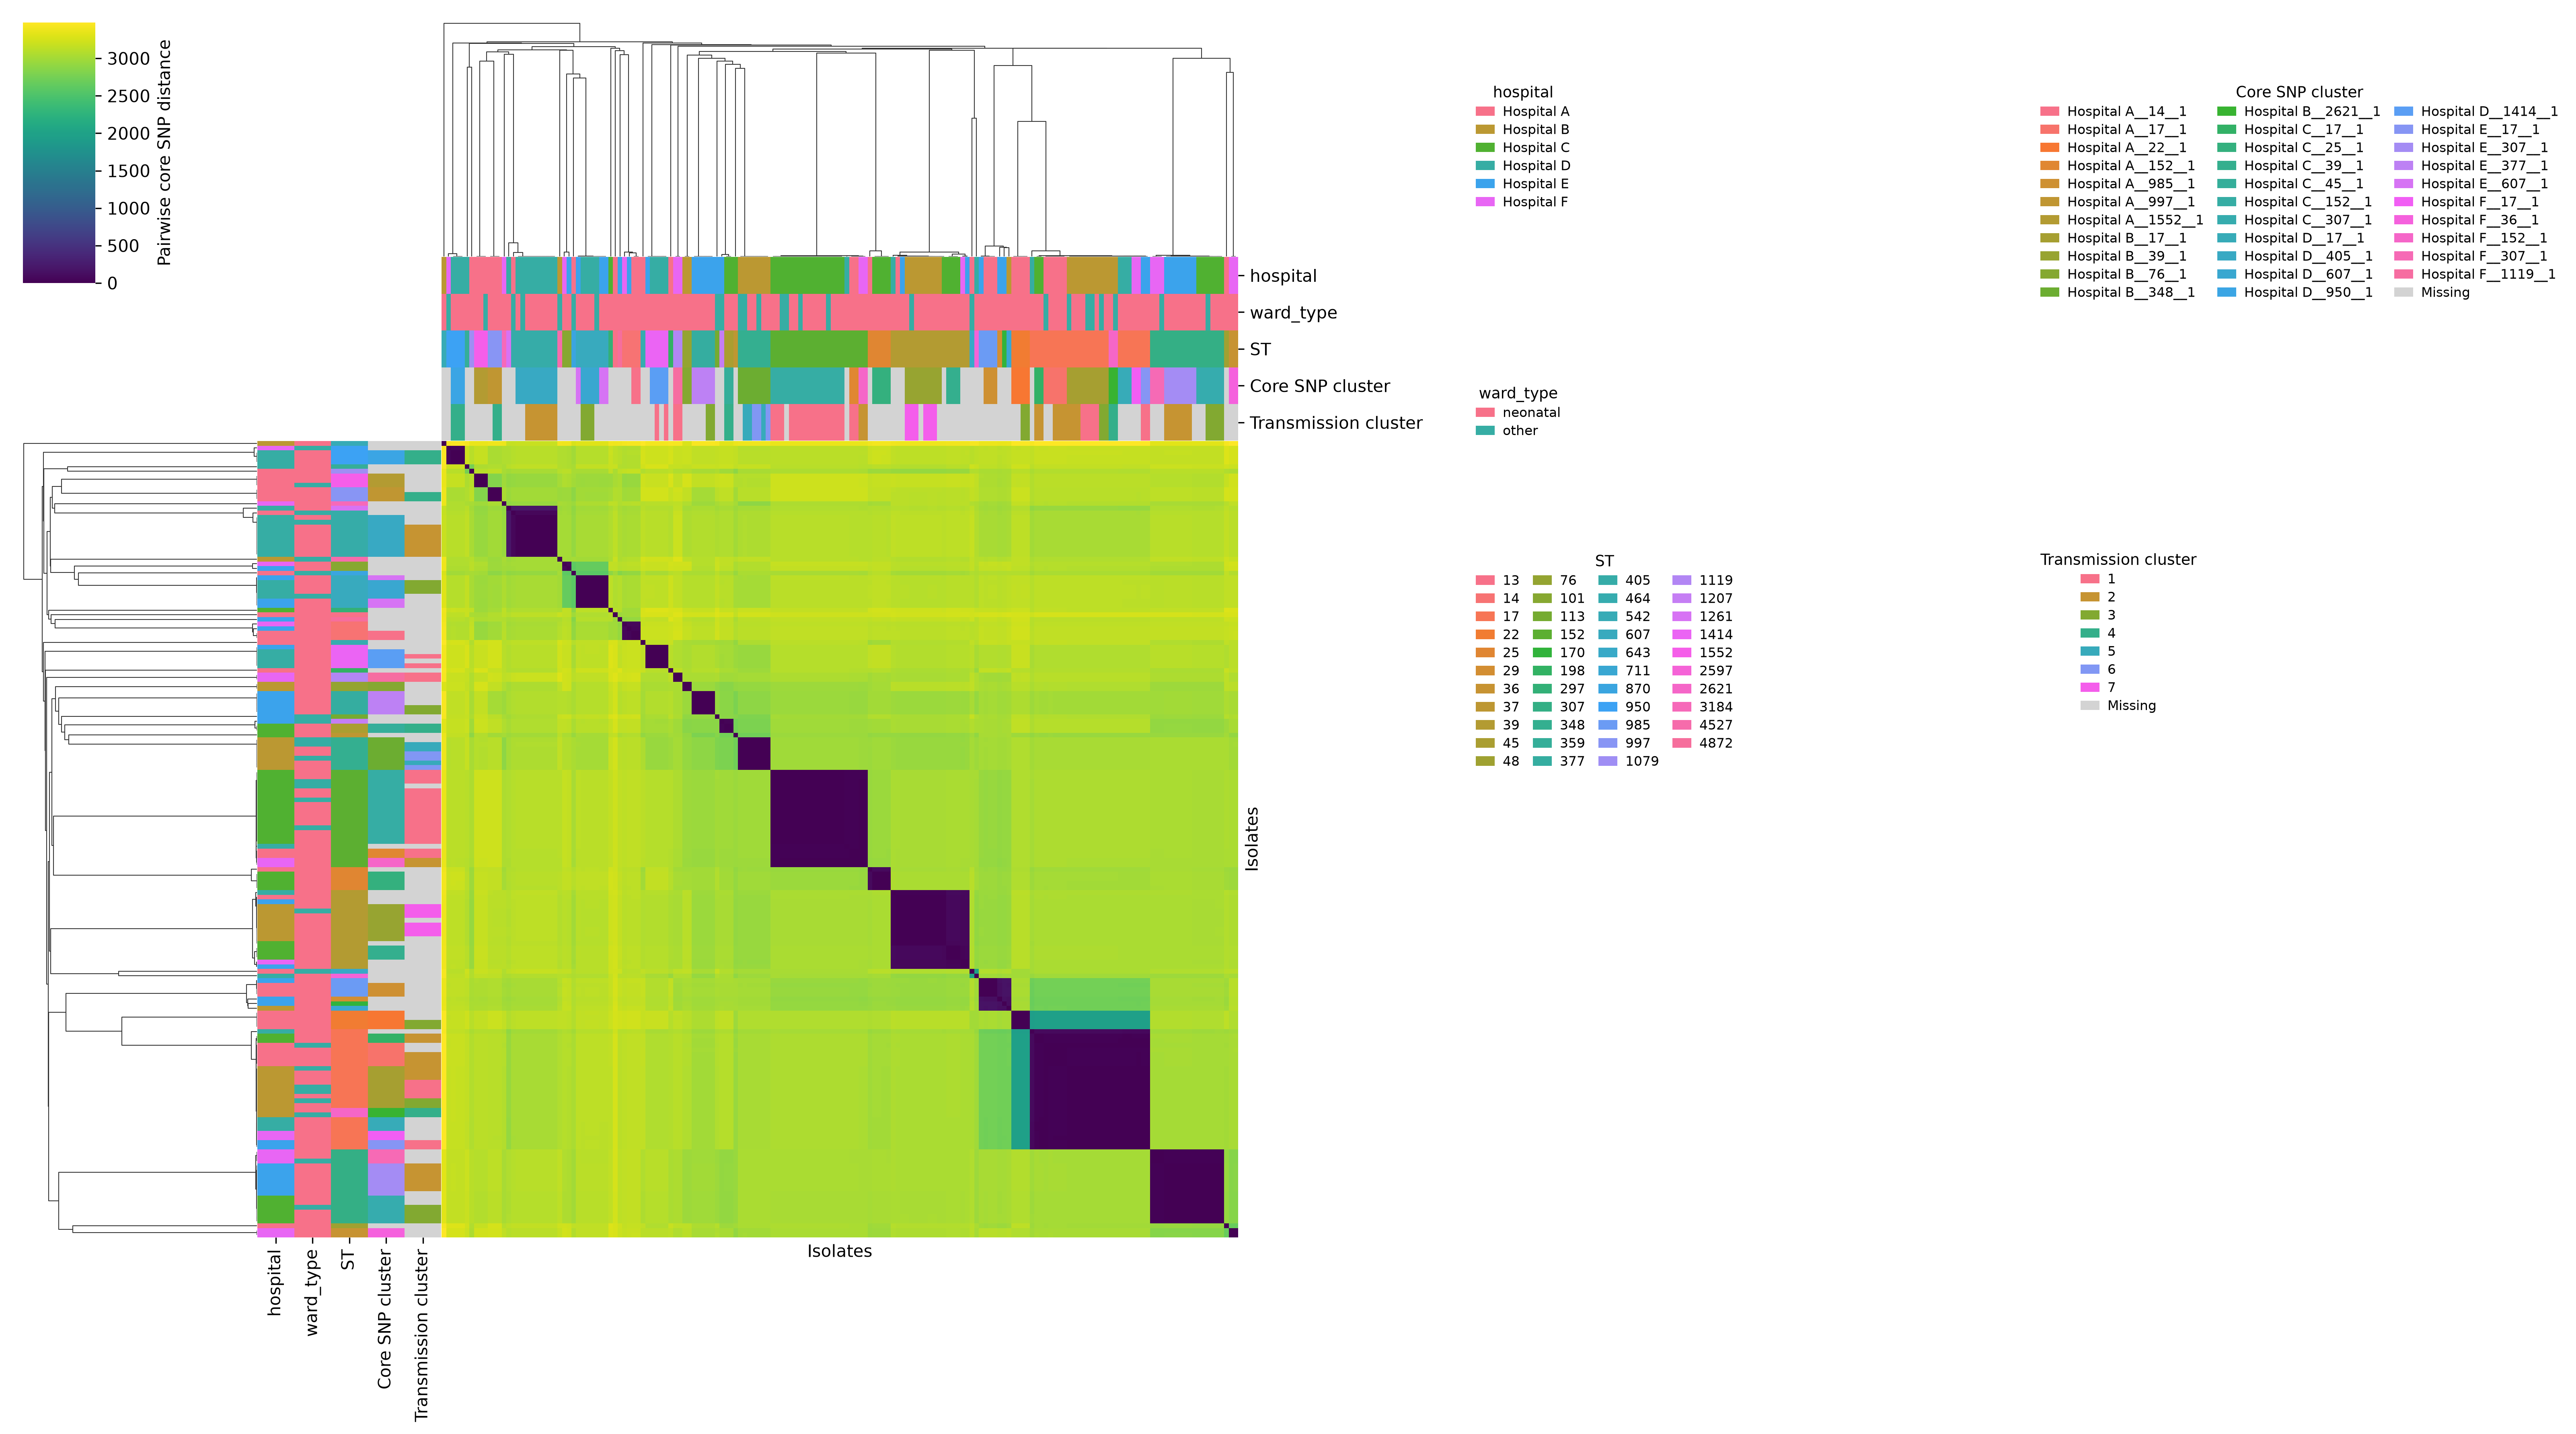 3000
2500
2000
1500
1000
500
0
Pairwise core SNP distance
hospital
ward_type
ST
Core SNP cluster
Transmission cluster
Isolates
Isolates
hospital
ward_type
ST
Core SNP cluster
Transmission cluster
hospital
Hospital A
Hospital B
Hospital C
Hospital D
Hospital E
Hospital F
ward_type
neonatal
other
ST
13
14
17
22
25
29
36
37
39
45
48
76
101
113
152
170
198
297
307
348
359
377
405
464
542
607
643
711
870
950
985
997
1079
1119
1207
1261
1414
1552
2597
2621
3184
4527
4872
Core SNP cluster
Hospital A__14__1
Hospital A__17__1
Hospital A__22__1
Hospital A__152__1
Hospital A__985__1
Hospital A__997__1
Hospital A__1552__1
Hospital B__17__1
Hospital B__39__1
Hospital B__76__1
Hospital B__348__1
Hospital B__2621__1
Hospital C__17__1
Hospital C__25__1
Hospital C__39__1
Hospital C__45__1
Hospital C__152__1
Hospital C__307__1
Hospital D__17__1
Hospital D__405__1
Hospital D__607__1
Hospital D__950__1
Hospital D__1414__1
Hospital E__17__1
Hospital E__307__1
Hospital E__377__1
Hospital E__607__1
Hospital F__17__1
Hospital F__36__1
Hospital F__152__1
Hospital F__307__1
Hospital F__1119__1
Missing
Transmission cluster
1
2
3
4
5
6
7
Missing